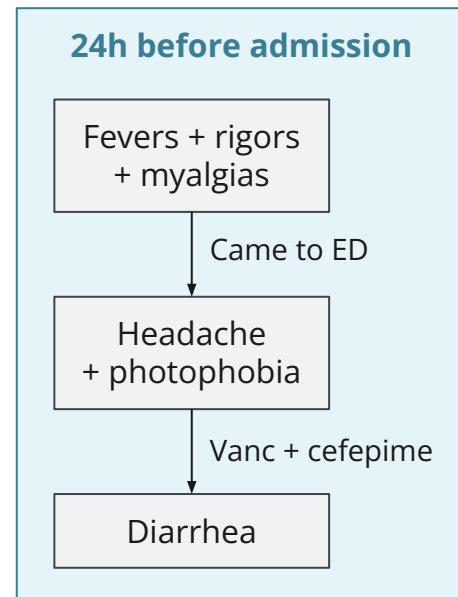 24h before admission
Fevers + rigors
+ myalgias
Came to ED
Headache
+ photophobia
Vanc + cefepime
Diarrhea